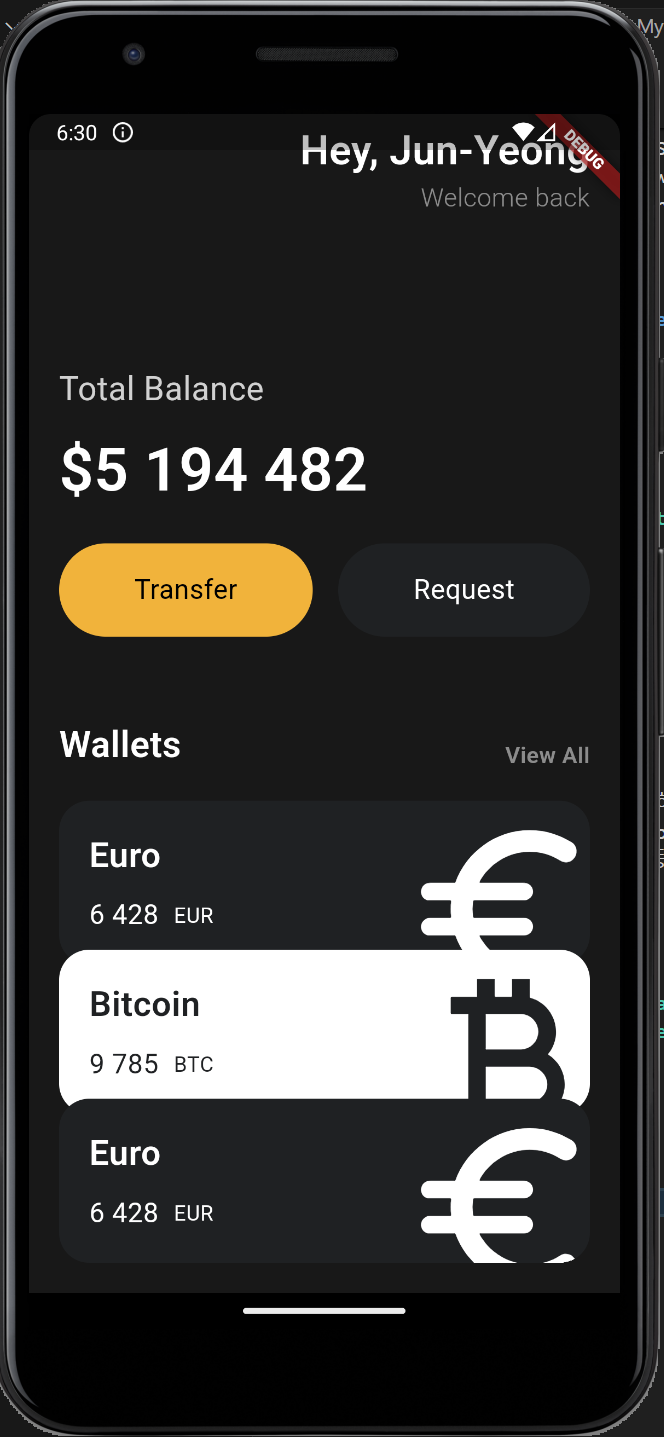 My
6:30
Hey, Jun-Yeong
DEBUG
Welcome back
Total Balance
$5 194 482
Transfer
Request
Wallets
View All
Euro
6 428 EUR
Bitcoin
9 785 BTC
Euro
6 428 EUR